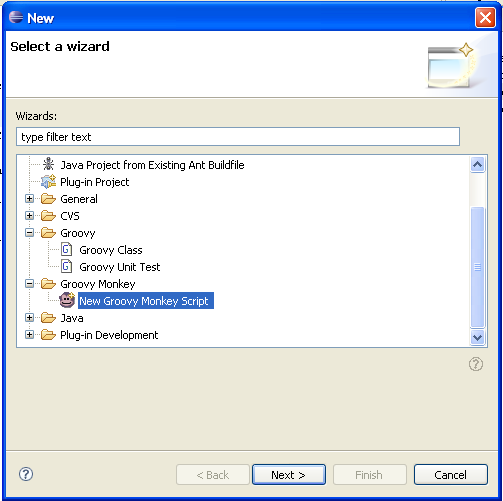 New
Select a wizard
Wizards:
type filter text
Java Project from Existing Ant Buildfile
Plug-in Project
General
CVS
Groovy
Groovy Class
Groovy Unit Test
Groovy Monkey
New Groovy Monkey Script
Java
Plug-in Development
< Back Next > Finish Cancel